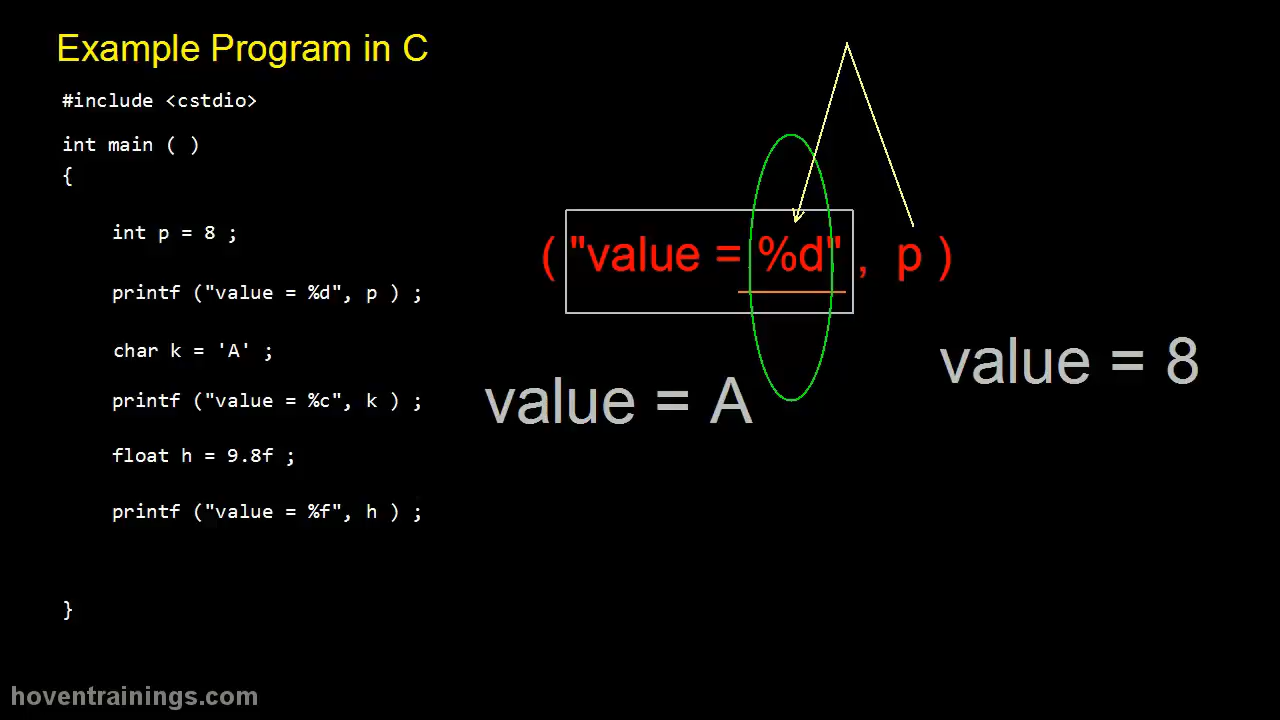 Example Program in C
#include <cstdio>
int main ( )
{
int p = 8 ;
printf ("value = %d", p ) ;
char k = 'A' ;
printf ("value = %c", k ) ;
float h = 9.8f ;
printf ("value = %f", h ) ;
}
( "value = %d" , p )
value = 8
value = A
hoventrainings.com